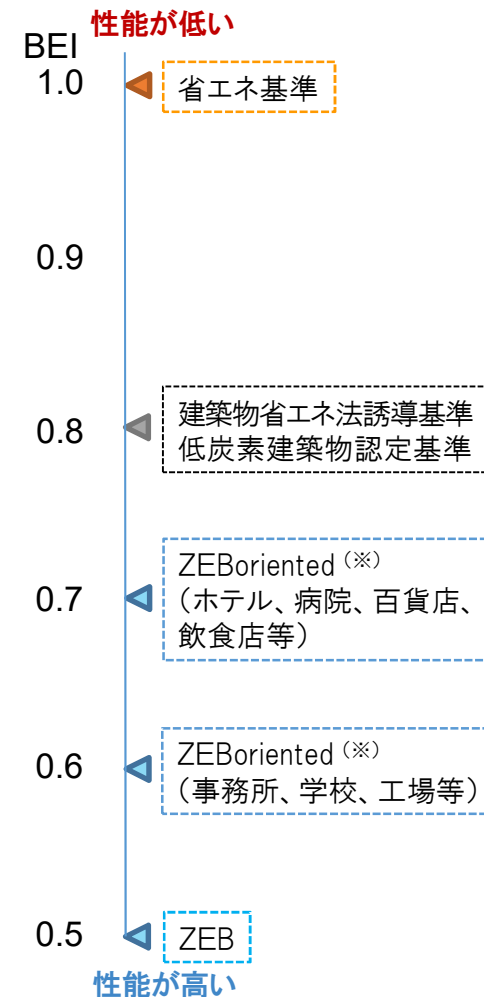 性能が低い
BEI
1.0
省エネ基準
0.9
0.8
建築物省エネ法誘導基準
低炭素建築物認定基準
0.7
ZEBoriented（※）
（ホテル、病院、百貨店、
飲食店等）
0.6
ZEBoriented（※）
（事務所、学校、工場等）
0.5
ZEB
性能が高い